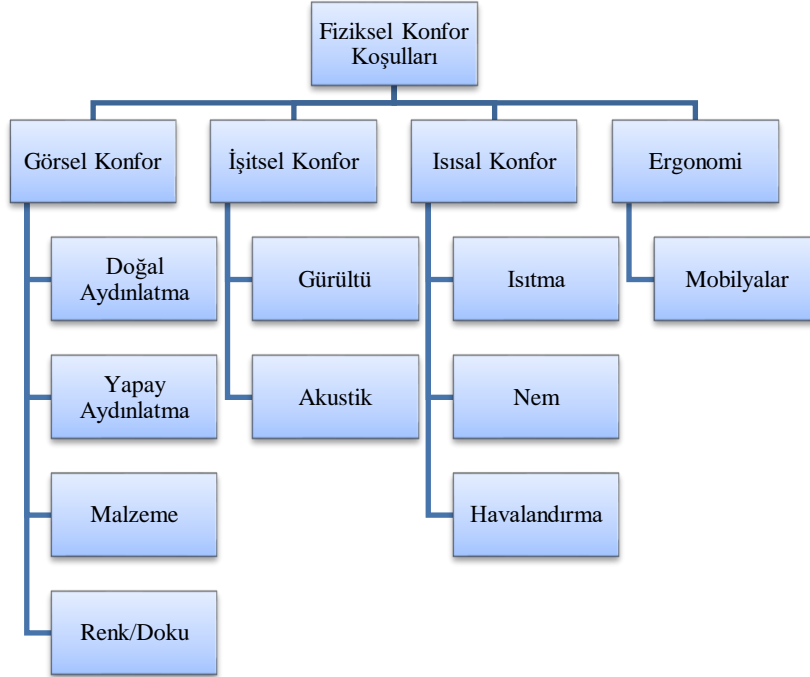 Fiziksel Konfor
Koşulları
Görsel Konfor
İşitsel Konfor
Isısal Konfor
Ergonomi
Doğal
Aydınlatma
Gürültü
Isıtma
Mobilyalar
Yapay
Aydınlatma
Akustik
Nem
Malzeme
Havalandırma
Renk/Doku